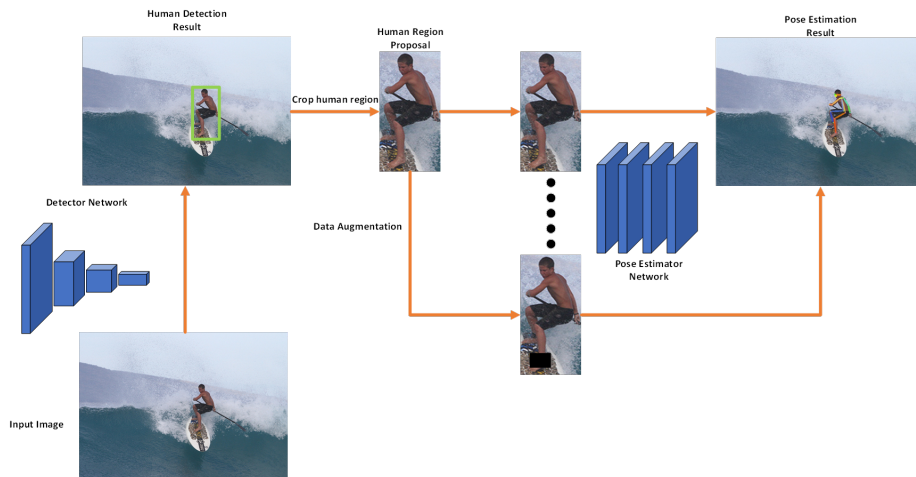 Human Detection
Result
Human Region
Proposal
Pose Estimation
Result
Crop human region
Detector Network
Data Augmentation
Pose Estimator
Network
Input Image